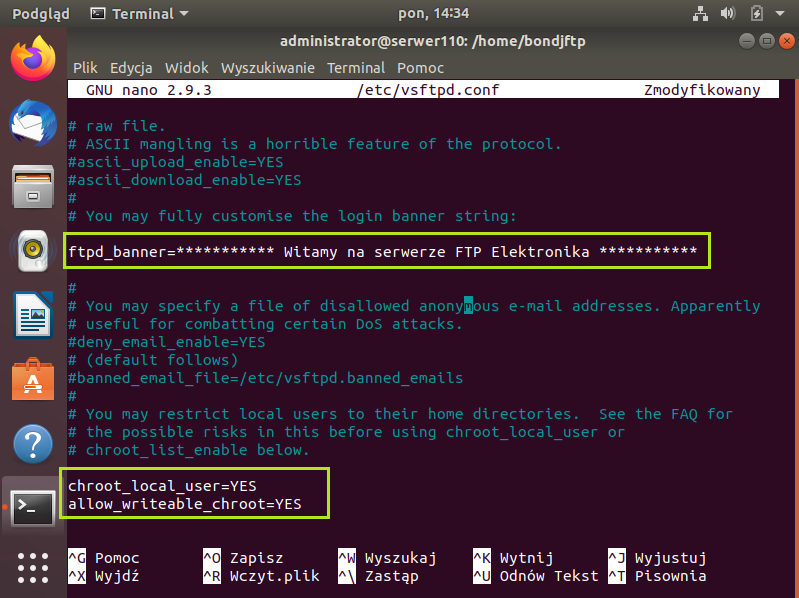 Podgląd Terminal pon, 14:34
administrator@serwer110: /home/bondjftp
Plik Edycja Widok Wyszukiwanie Terminal Pomoc
GNU nano 2.9.3 /etc/vsftpd.conf Zmodyfikowany
# raw file.
# ASCII mangling is a horrible feature of the protocol.
#ascii_upload_enable=YES
#ascii_download_enable=YES
#
# You may fully customise the login banner string:
ftpd_banner=*********** Witamy na serwerze FTP Elektronika ***********
#
# You may specify a file of disallowed anonymous e-mail addresses. Apparently
# useful for combatting certain DoS attacks.
#deny_email_enable=YES
# (default follows)
#banned_email_file=/etc/vsftpd.banned_emails
#
# You may restrict local users to their home directories.  See the FAQ for
# the possible risks in this before using chroot_local_user or
# chroot_list_enable below.
chroot_local_user=YES
allow_writeable_chroot=YES
^G Pomoc ^O Zapisz ^W Wyszukaj ^K Wytnij ^J Wyjustuj
^X Wyjdź ^R Wczyt.plik ^\ Zastąp ^U Odnów Tekst ^T Pisownia